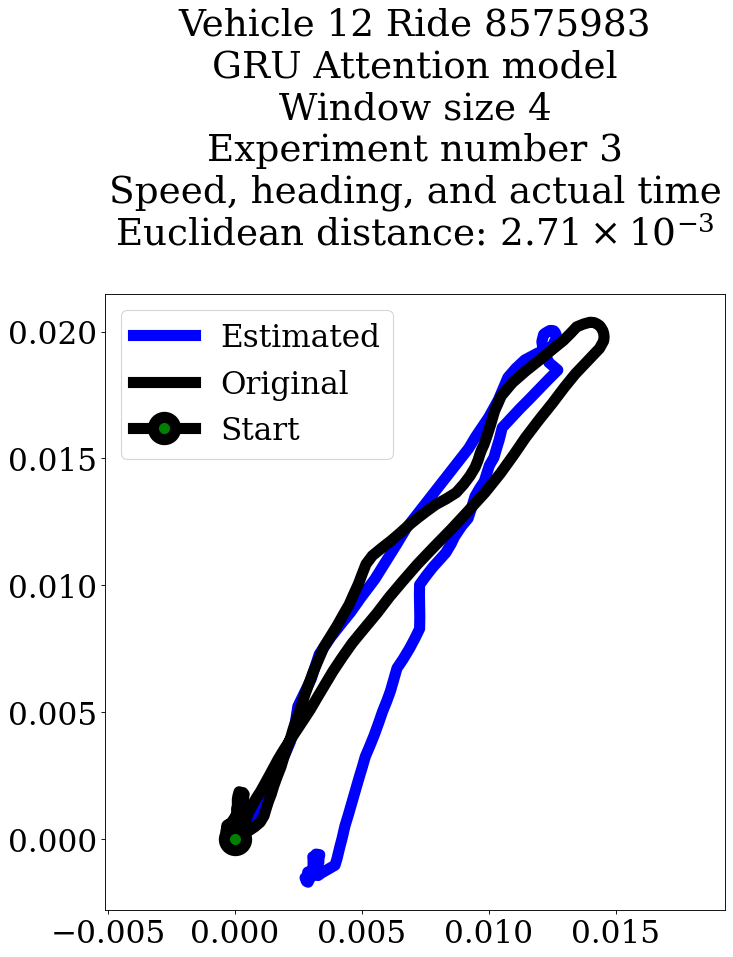 Vehicle 12 Ride 8575983
GRU Attention model
Window size 4
Experiment number 3
Speed, heading, and actual time
Euclidean distance: 2.71 × 10⁻³
Estimated
Original
Start
0.020
0.015
0.010
0.005
0.000
−0.005 0.000 0.005 0.010 0.015